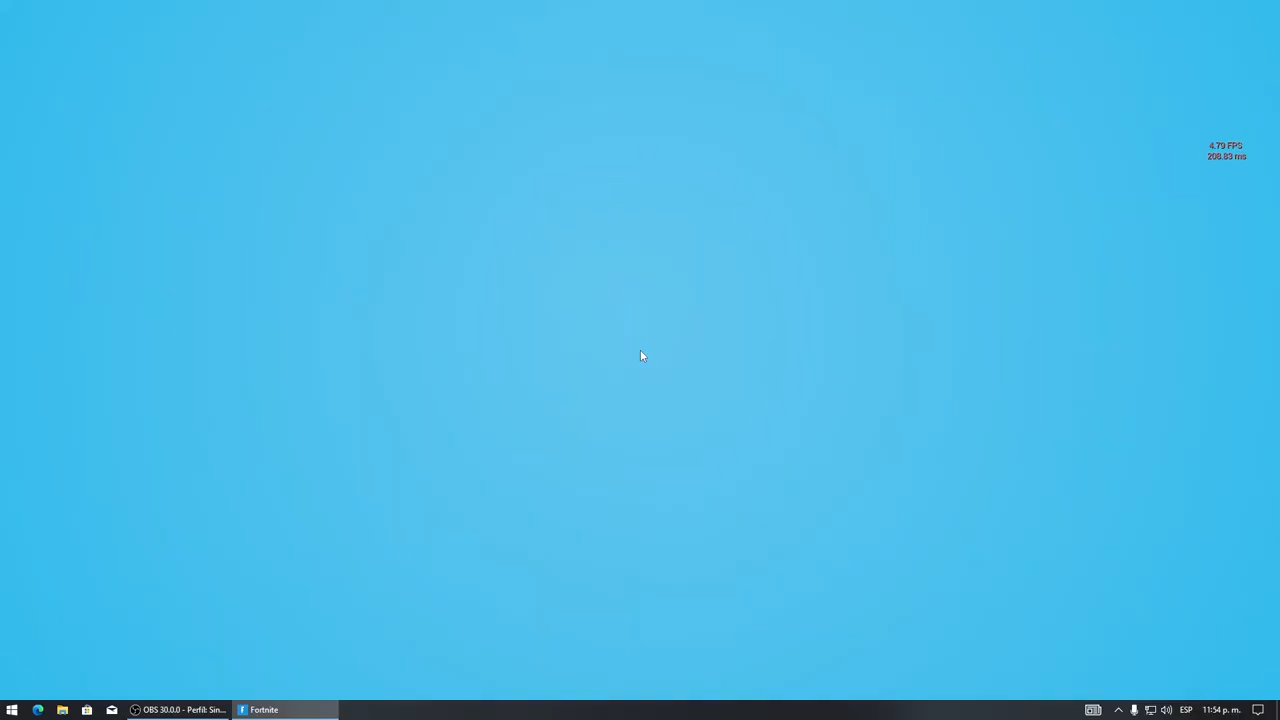 4.79 FPS
208.83 ms
OBS 30.0.0 - Perfil: Sin...
Fortnite
ESP
11:54 p. m.